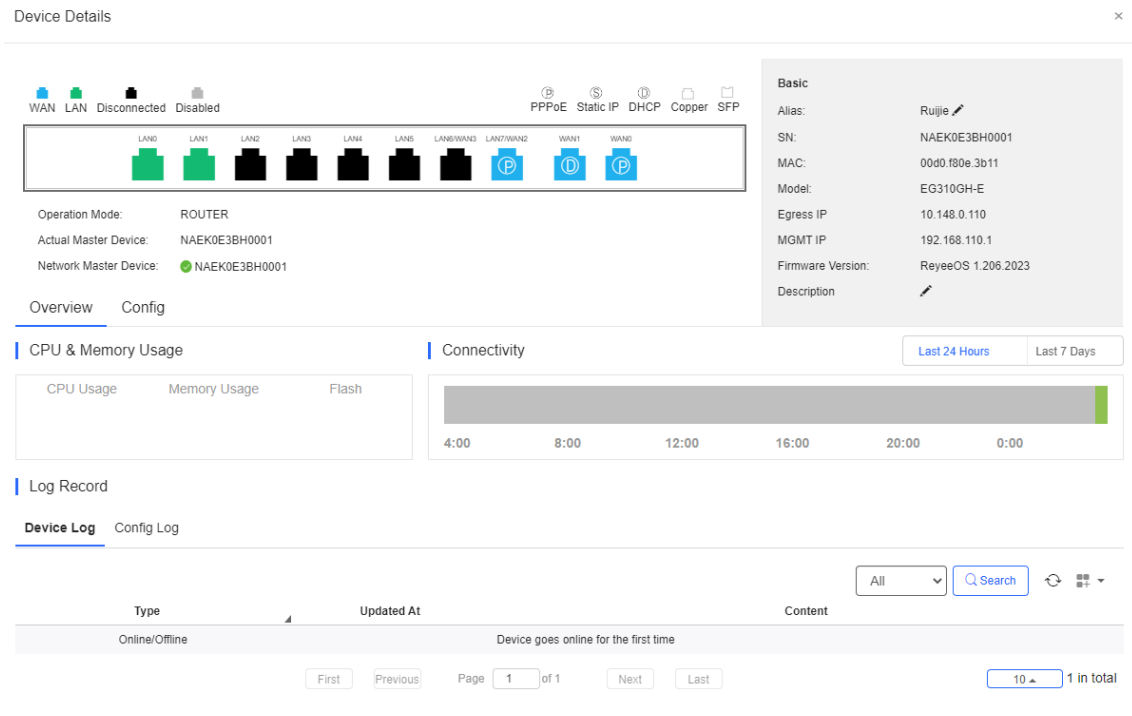 Device Details ×
WAN LAN Disconnected Disabled
P S D
PPPoE Static IP DHCP Copper SFP
LAN0 LAN1 LAN2 LAN3 LAN4 LAN5 LAN6/WAN3 LAN7/WAN2 WAN1 WAN0
P D P
Operation Mode: ROUTER
Actual Master Device: NAEK0E3BH0001
Network Master Device: NAEK0E3BH0001
Basic
Alias: Ruijie
SN: NAEK0E3BH0001
MAC: 00d0.f80e.3b11
Model: EG310GH-E
Egress IP 10.148.0.110
MGMT IP 192.168.110.1
Firmware Version: ReyeeOS 1.206.2023
Description
Overview Config
CPU & Memory Usage
CPU Usage Memory Usage Flash
Connectivity
Last 24 Hours Last 7 Days
4:00 8:00 12:00 16:00 20:00 0:00
Log Record
Device Log Config Log
All Search
Type Updated At Content
Online/Offline Device goes online for the first time
First Previous Page 1 of 1 Next Last 10 1 in total